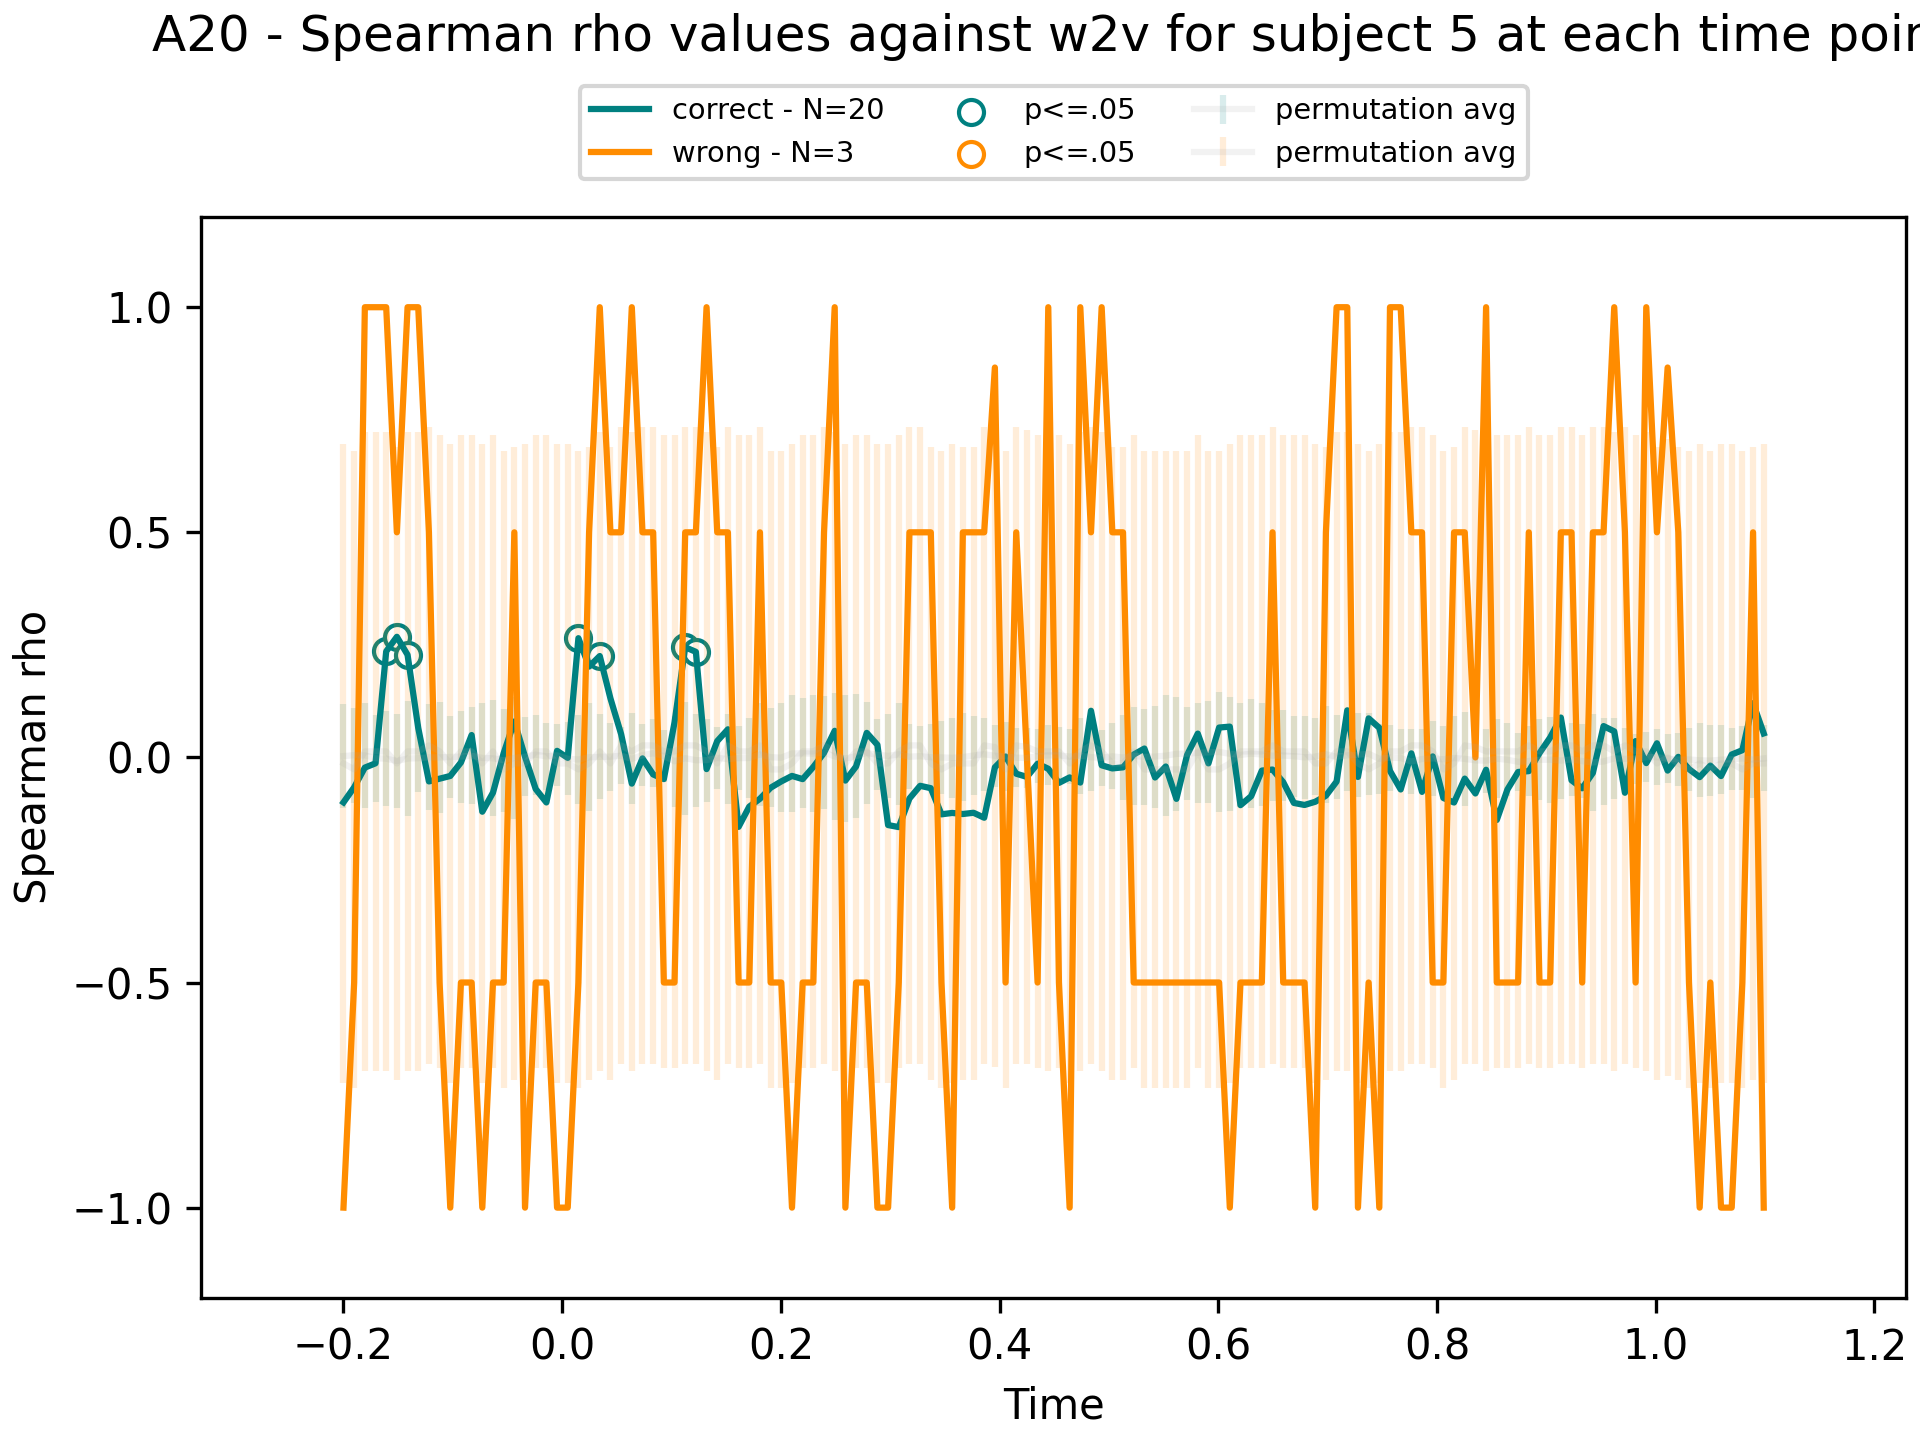 A20 - Spearman rho values against w2v for subject 5 at each time poin
correct - N=20
wrong - N=3
p<=.05
p<=.05
permutation avg
permutation avg
Spearman rho
1.0
0.5
0.0
−0.5
−1.0
−0.2 0.0 0.2 0.4 0.6 0.8 1.0 1.2
Time